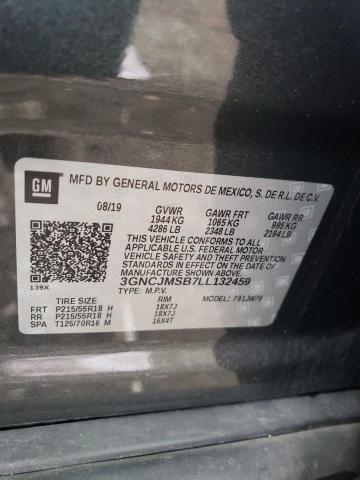 GM
MFD BY GENERAL MOTORS DE MEXICO, S. DE R.L. DE C.V.
08/19 GVWR GAWR FRT GAWR RR
1944 KG 1065 KG 995 KG
4286 LB 2348 LB 2194 LB
THIS VEHICLE CONFORMS TO ALL
APPLICABLE U.S. FEDERAL MOTOR
VEHICLE SAFETY, BUMPER, AND THEFT
PREVENTION STANDARDS IN EFFECT ON
THE DATE OF MANUFACTURE SHOWN ABOVE.
3GNCJMSB7LL132459
139X
TYPE: M.P.V. MODEL: 791JW76
TIRE SIZE RIM
FRT P215/55R18 H 18X7J
RR P215/55R18 H 18X7J
SPA T125/70R16 M 16X4T